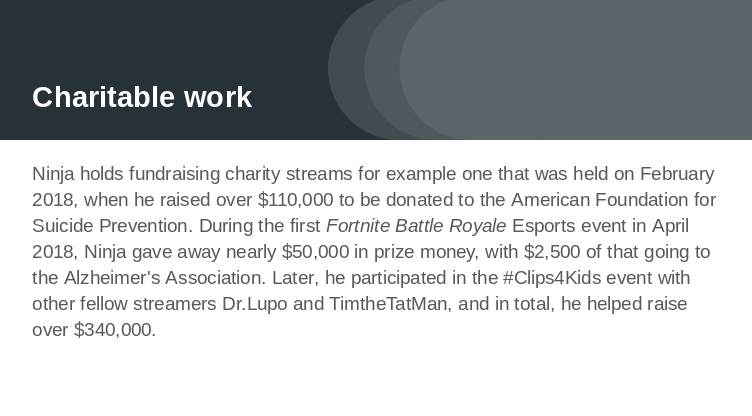 Charitable work
Ninja holds fundraising charity streams for example one that was held on February
2018, when he raised over $110,000 to be donated to the American Foundation for
Suicide Prevention. During the first Fortnite Battle Royale Esports event in April
2018, Ninja gave away nearly $50,000 in prize money, with $2,500 of that going to
the Alzheimer's Association. Later, he participated in the #Clips4Kids event with
other fellow streamers Dr.Lupo and TimtheTatMan, and in total, he helped raise
over $340,000.